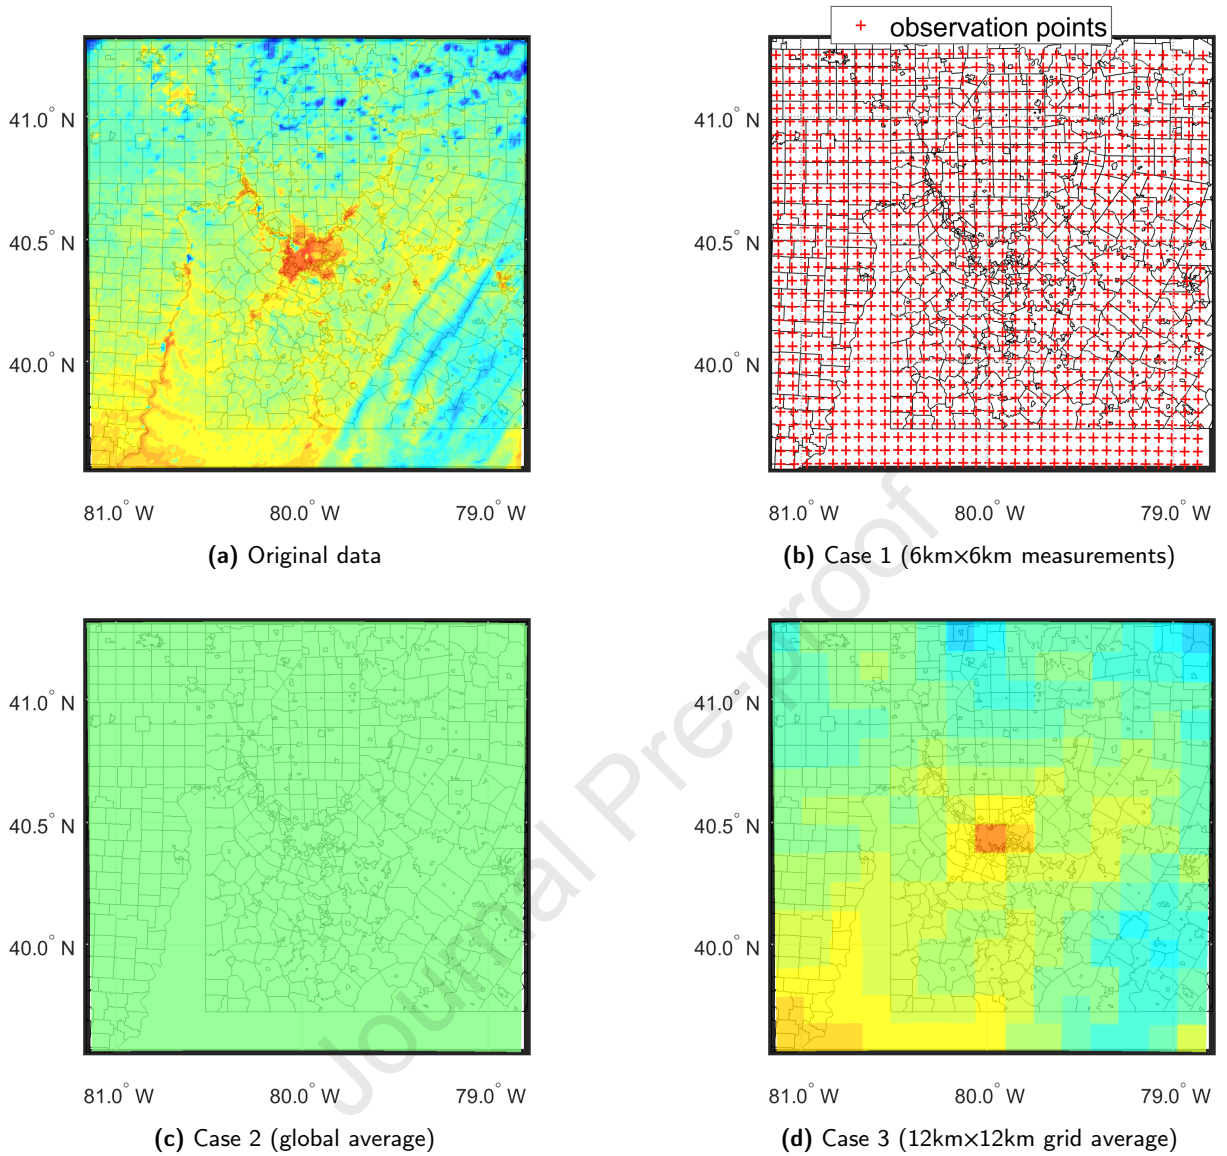 + observation points
41.0° N
40.5° N
40.0° N
81.0° W 80.0° W 79.0° W
(a) Original data
41.0° N
40.5° N
40.0° N
81.0° W 80.0° W 79.0° W
(b) Case 1 (6km×6km measurements)
41.0° N
40.5° N
40.0° N
81.0° W 80.0° W 79.0° W
(c) Case 2 (global average)
41.0° N
40.5° N
40.0° N
81.0° W 80.0° W 79.0° W
(d) Case 3 (12km×12km grid average)
Journal Pre-proof